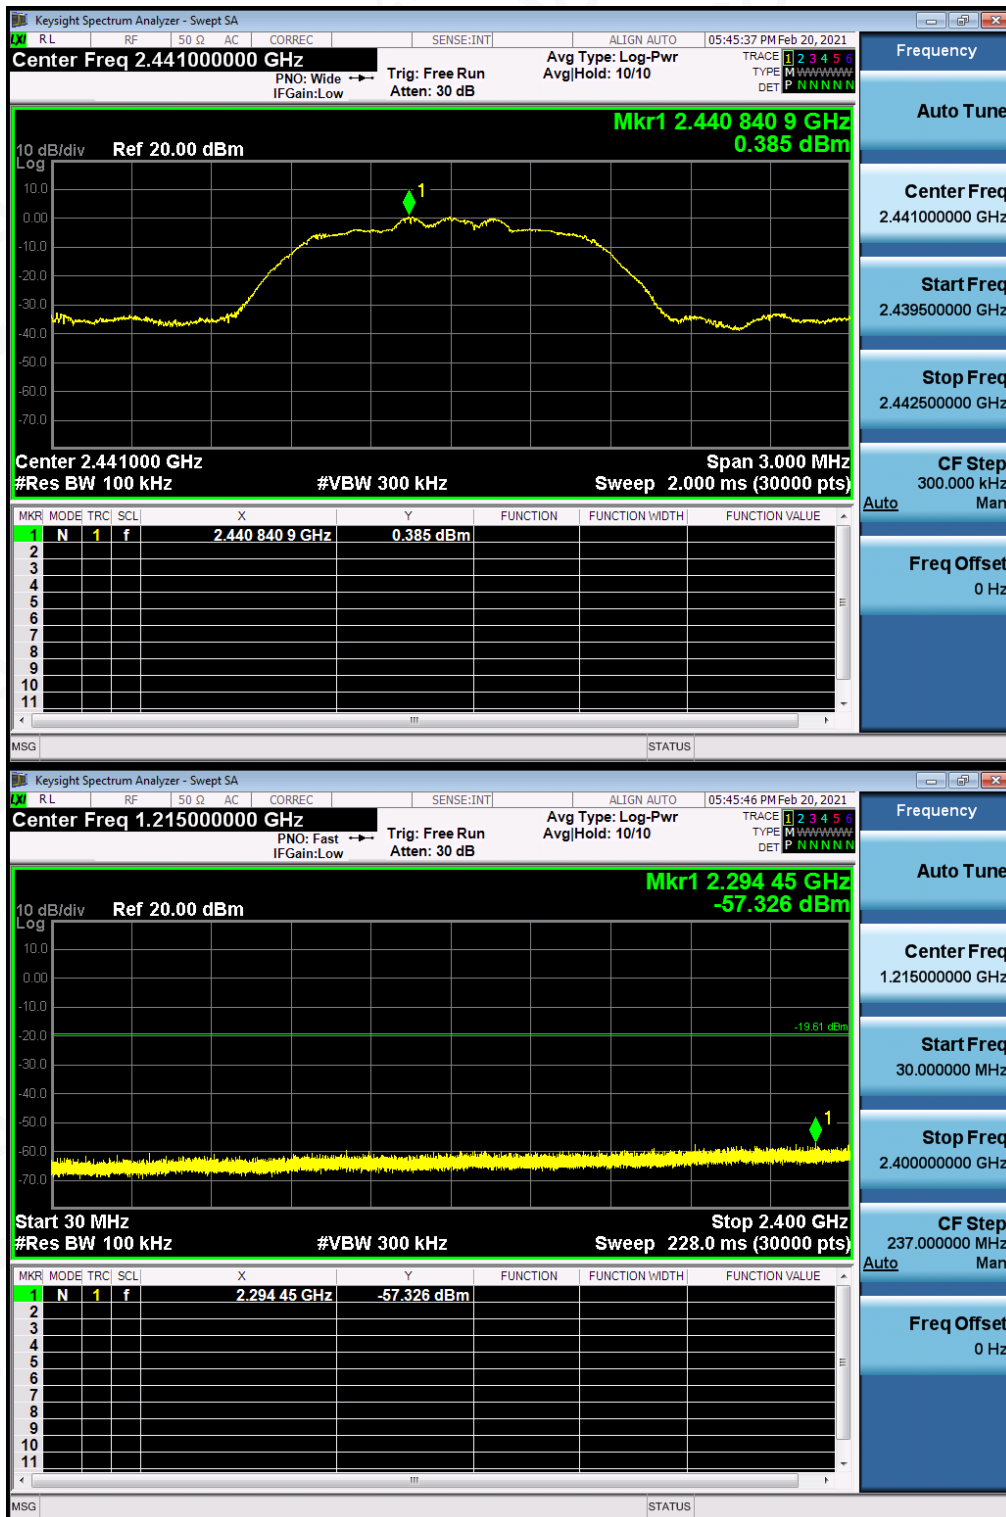 Keysight Spectrum Analyzer - Swept SA
LXI RL RF 50 Ω AC CORREC SENSE:INT ALIGN AUTO 05:45:37 PM Feb 20, 2021
Center Freq 2.441000000 GHz
PNO: Wide
IFGain:Low
Trig: Free Run
Atten: 30 dB
Avg Type: Log-Pwr
Avg|Hold: 10/10
TRACE 1 2 3 4 5 6
TYPE M WWWWW
DET P N N N N N
Mkr1 2.440 840 9 GHz
0.385 dBm
10 dB/div Ref 20.00 dBm
Log
10.0
0.00
-10.0
-20.0
-30.0
-40.0
-50.0
-60.0
-70.0
1
Center 2.441000 GHz Span 3.000 MHz
#Res BW 100 kHz #VBW 300 kHz Sweep 2.000 ms (30000 pts)
MKR MODE TRC SCL X Y FUNCTION FUNCTION WIDTH FUNCTION VALUE
1 N 1 f 2.440 840 9 GHz 0.385 dBm
2
3
4
5
6
7
8
9
10
11
MSG STATUS
Frequency
Auto Tune
Center Freq
2.441000000 GHz
Start Freq
2.439500000 GHz
Stop Freq
2.442500000 GHz
CF Step
300.000 kHz
Auto Man
Freq Offset
0 Hz
Keysight Spectrum Analyzer - Swept SA
LXI RL RF 50 Ω AC CORREC SENSE:INT ALIGN AUTO 05:45:46 PM Feb 20, 2021
Center Freq 1.215000000 GHz
PNO: Fast
IFGain:Low
Trig: Free Run
Atten: 30 dB
Avg Type: Log-Pwr
Avg|Hold: 10/10
TRACE 1 2 3 4 5 6
TYPE M WWWWW
DET P N N N N N
Mkr1 2.294 45 GHz
-57.326 dBm
10 dB/div Ref 20.00 dBm
Log
10.0
0.00
-10.0
-20.0
-30.0
-40.0
-50.0
-60.0
-70.0
-19.61 dBm
1
Start 30 MHz Stop 2.400 GHz
#Res BW 100 kHz #VBW 300 kHz Sweep 228.0 ms (30000 pts)
MKR MODE TRC SCL X Y FUNCTION FUNCTION WIDTH FUNCTION VALUE
1 N 1 f 2.294 45 GHz -57.326 dBm
2
3
4
5
6
7
8
9
10
11
MSG STATUS
Frequency
Auto Tune
Center Freq
1.215000000 GHz
Start Freq
30.000000 MHz
Stop Freq
2.400000000 GHz
CF Step
237.000000 MHz
Auto Man
Freq Offset
0 Hz